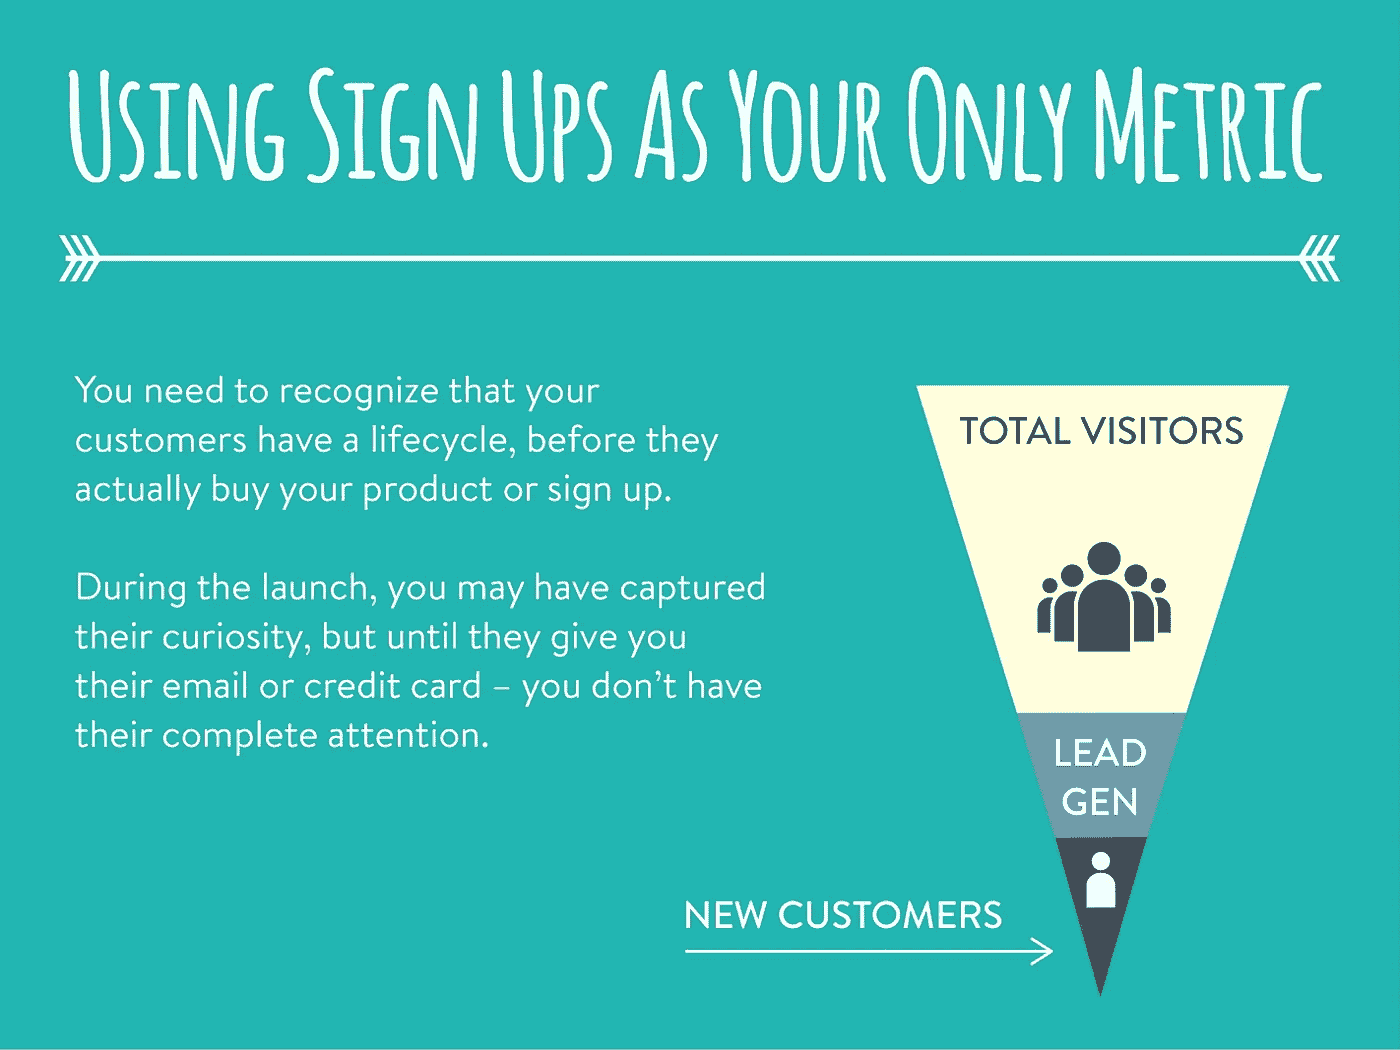 Using Sign Ups As Your Only Metric
You need to recognize that your
customers have a lifecycle, before they
actually buy your product or sign up.
During the launch, you may have captured
their curiosity, but until they give you
their email or credit card – you don’t have
their complete attention.
TOTAL VISITORS
LEAD
GEN
NEW CUSTOMERS